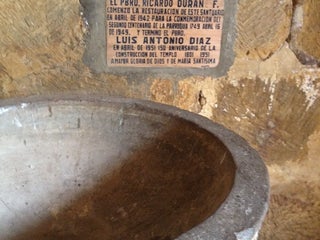 EL PBRO. RICARDO DURAN F.
COMENZO LA RESTAURACION DE ESTE SANTUARIO
EN ABRIL DE 1942 PARA LA CONMEMORACION DEL
SEGUNDO CENTENARIO DE LA PARROQUIA 1749 ABRIL 16
DE 1949. Y TERMINO EL PBRO.
LUIS ANTONIO DIAZ
EN ABRIL DE 1951 150 ANIVERSARIO DE LA
CONSTRUCCION DEL TEMPLO 1801 1951
A MAYOR GLORIA DE DIOS Y DE MARIA SANTISIMA